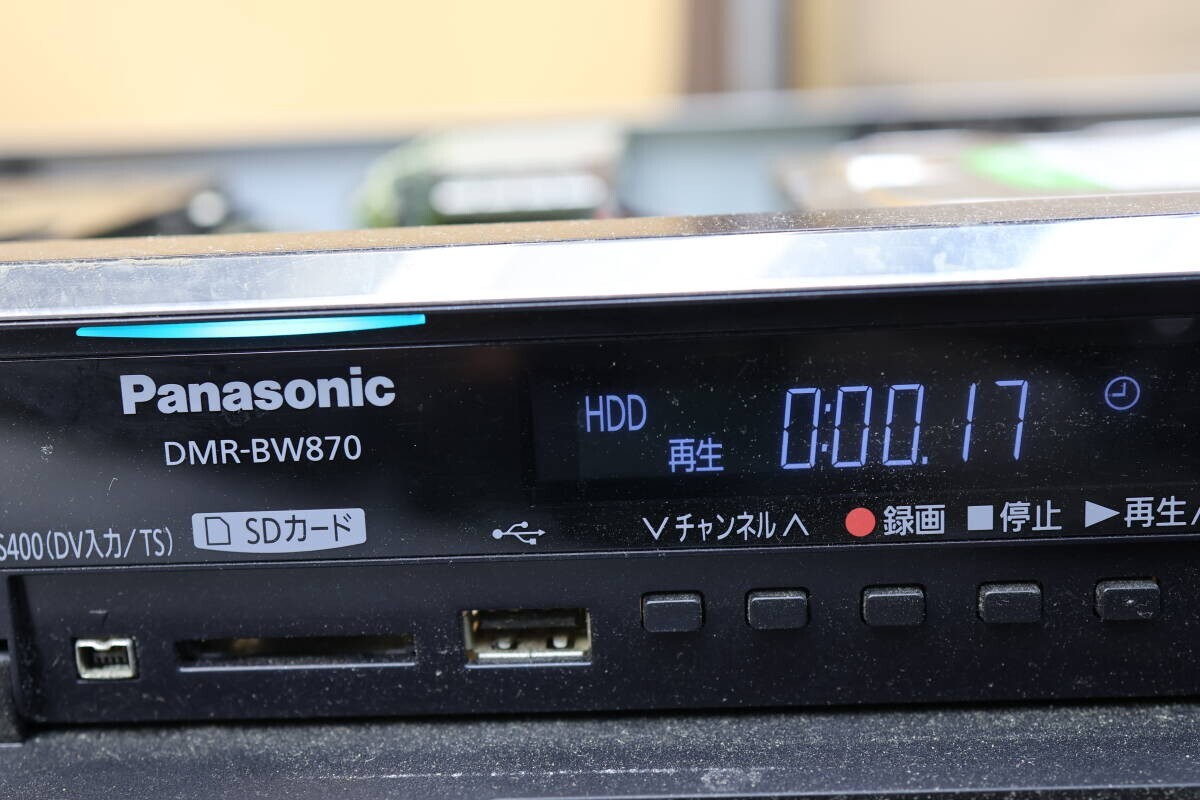 Panasonic
DMR-BW870
HDD
再生
0:00.17
S400(DV入力/TS)
SDカード
∨チャンネル∧
●録画
■停止
▶再生/